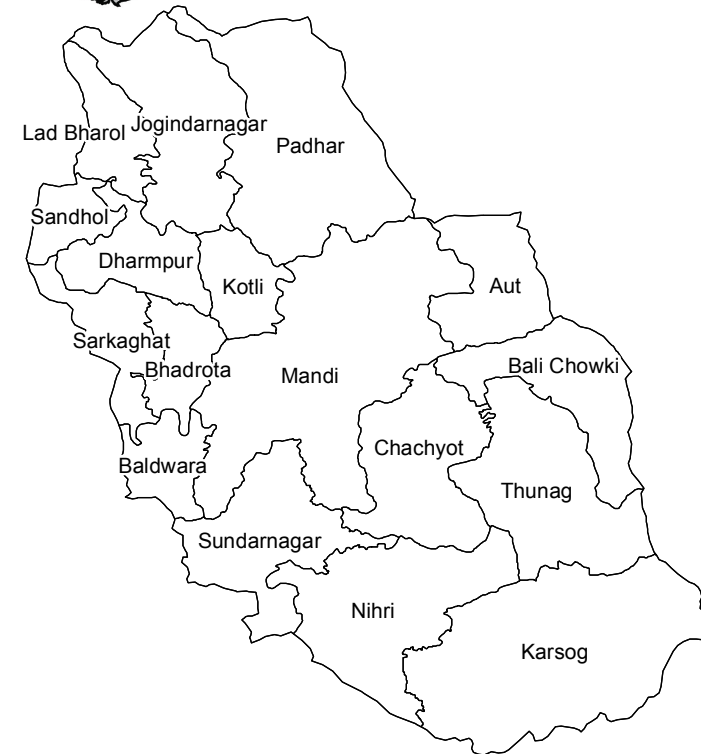 Jogindarnagar
Lad Bharol
Padhar
Sandhol
Dharmpur
Kotli
Aut
Sarkaghat
Bhadrota
Mandi
Bali Chowki
Chachyot
Baldwara
Thunag
Sundarnagar
Nihri
Karsog